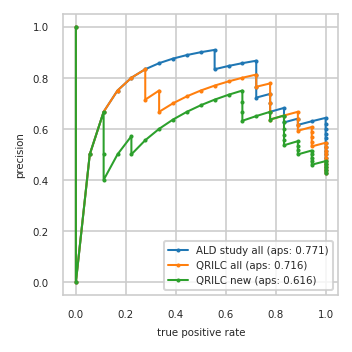 1.0
0.8
0.6
0.4
0.2
0.0
precision
ALD study all (aps: 0.771)
QRILC all (aps: 0.716)
QRILC new (aps: 0.616)
0.0 0.2 0.4 0.6 0.8 1.0
true positive rate